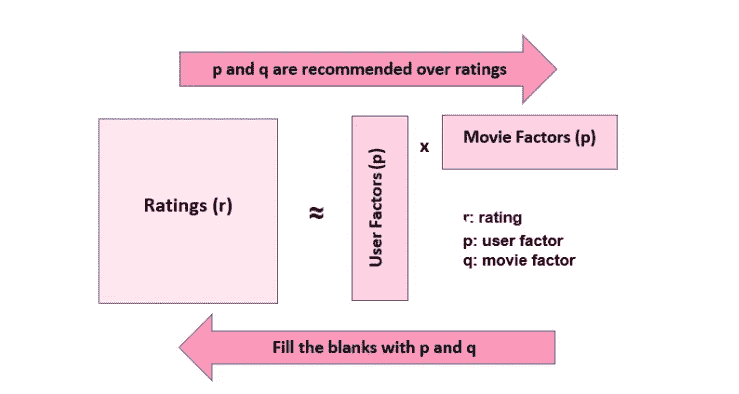 p and q are recommended over ratings
Ratings (r)
≈
User Factors (p)
x
Movie Factors (p)
r: rating
p: user factor
q: movie factor
Fill the blanks with p and q